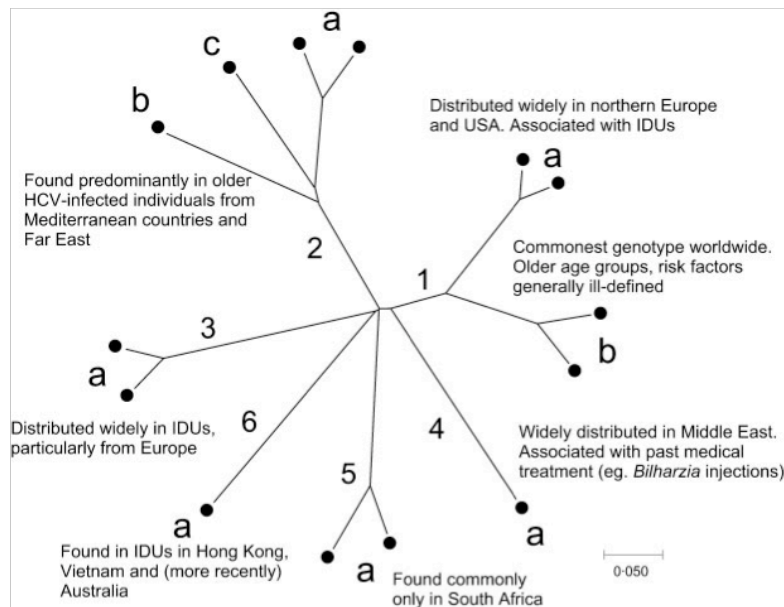 a
c
b
Distributed widely in northern Europe
and USA. Associated with IDUs
a
Found predominantly in older
HCV-infected individuals from
Mediterranean countries and
Far East
2
1
Commonest genotype worldwide.
Older age groups, risk factors
generally ill-defined
b
3
a
Distributed widely in IDUs,
particularly from Europe
6
5
4
Widely distributed in Middle East.
Associated with past medical
treatment (eg. Bilharzia injections)
a
Found in IDUs in Hong Kong,
Vietnam and (more recently)
Australia
a
Found commonly
only in South Africa
a
0·050